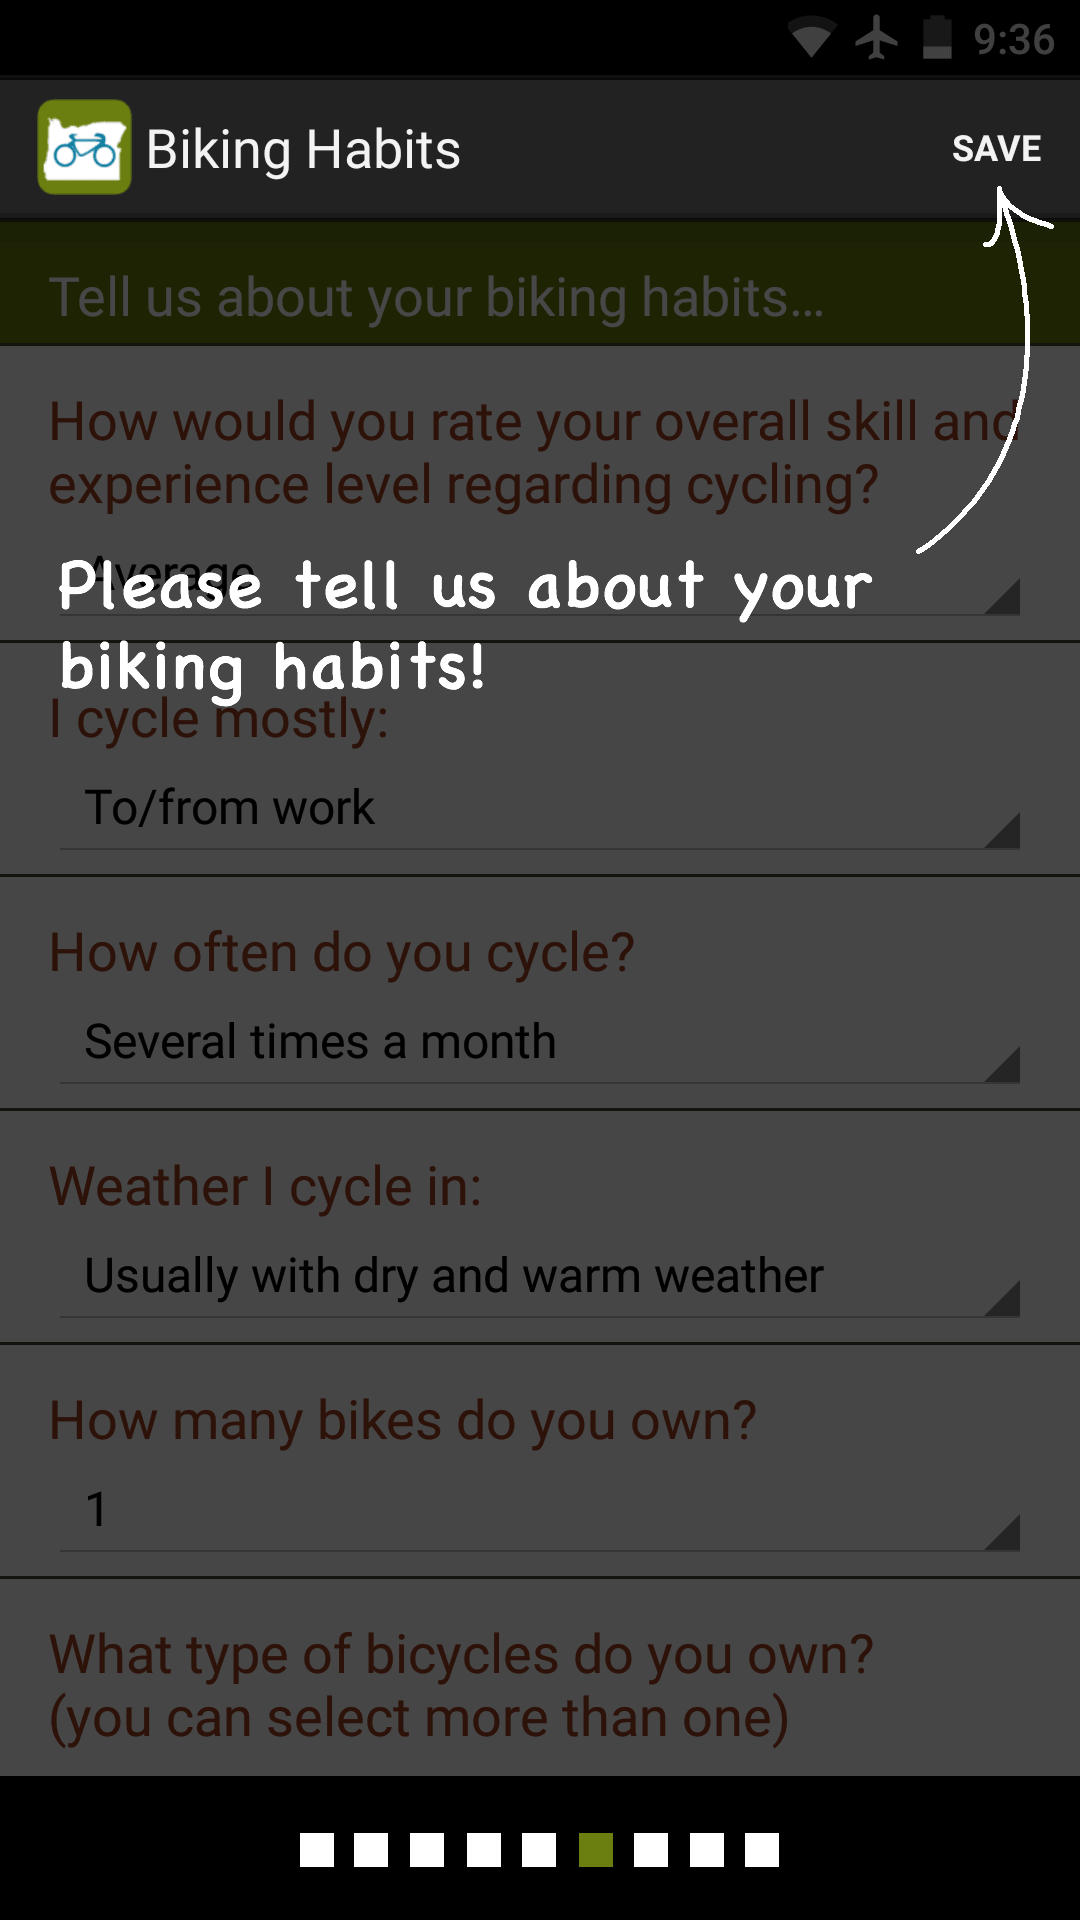 9:36
Biking Habits
SAVE
Tell us about your biking habits...
How would you rate your overall skill and
experience level regarding cycling?
Average
Please tell us about your
biking habits!
I cycle mostly:
To/from work
How often do you cycle?
Several times a month
Weather I cycle in:
Usually with dry and warm weather
How many bikes do you own?
1
What type of bicycles do you own?
(you can select more than one)